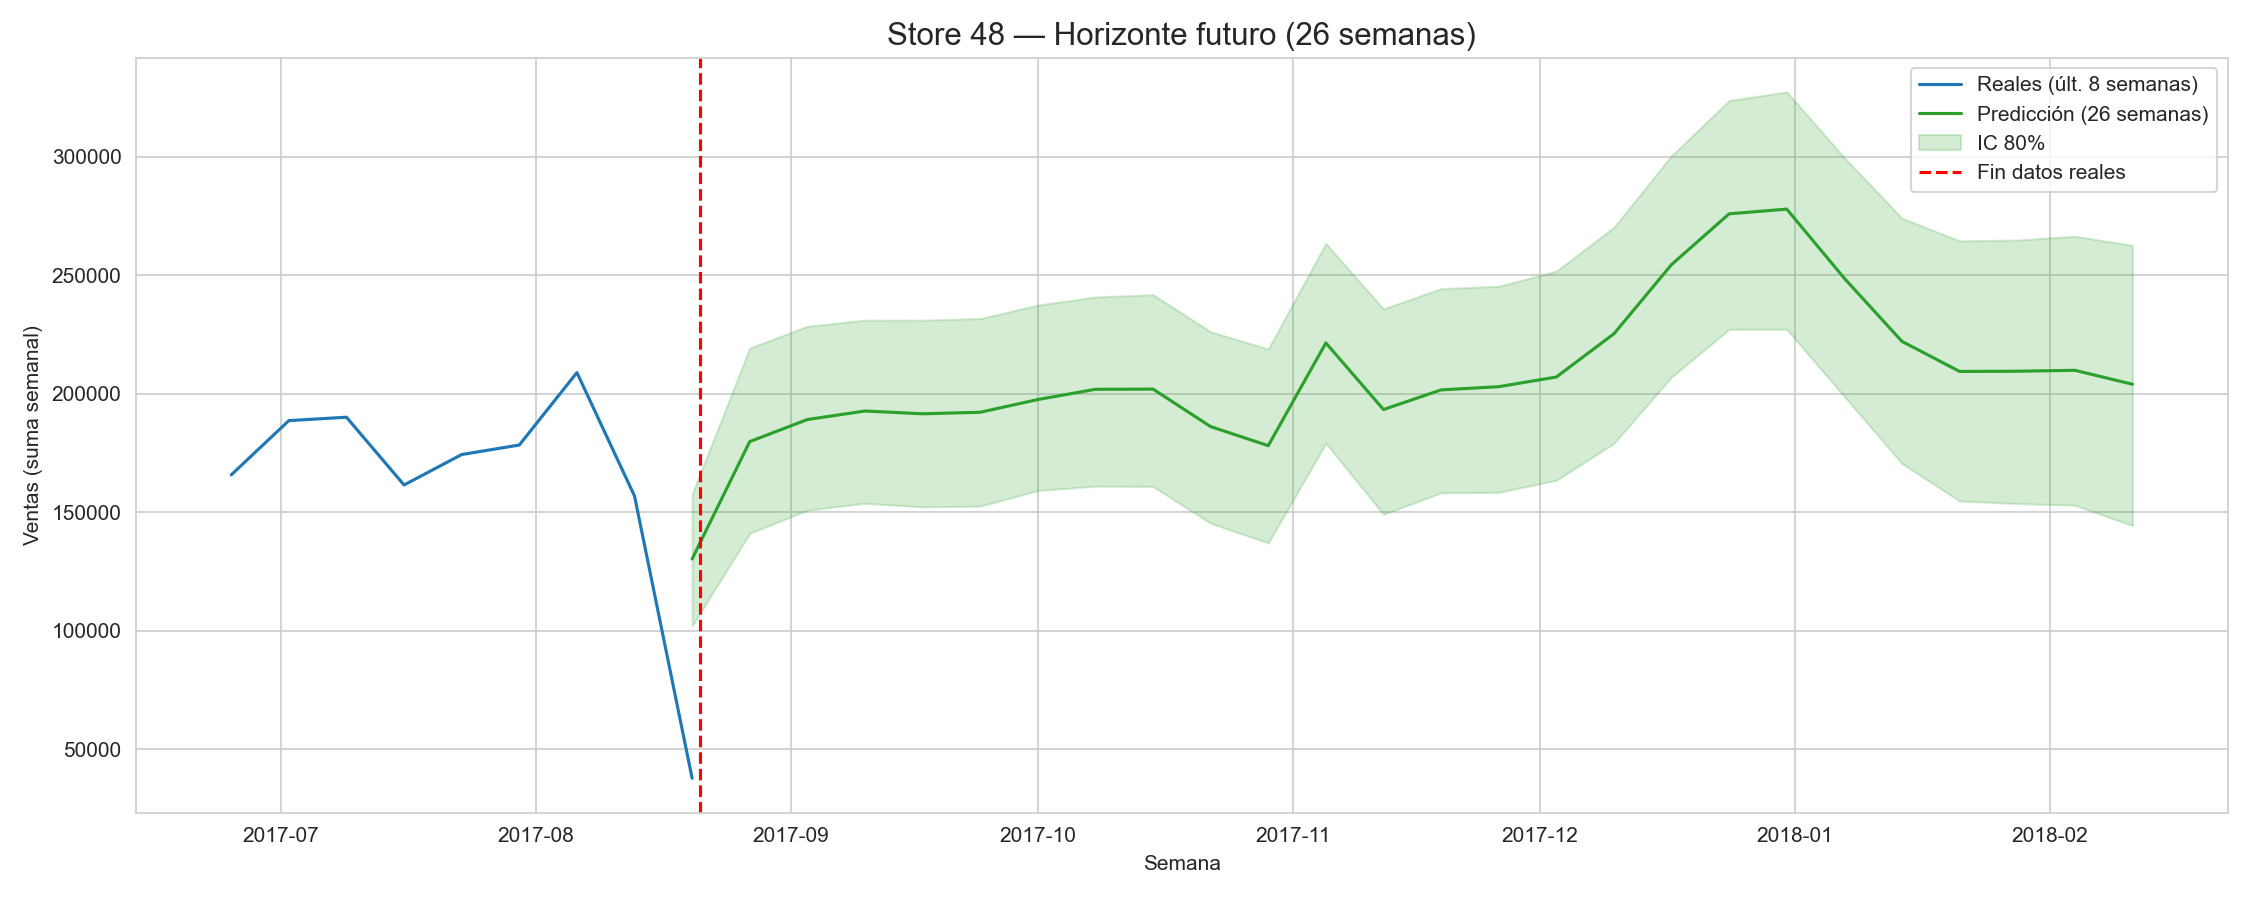 Store 48 — Horizonte futuro (26 semanas)
Reales (últ. 8 semanas)
Predicción (26 semanas)
IC 80%
Fin datos reales
Ventas (suma semanal)
300000
250000
200000
150000
100000
50000
2017-07
2017-08
2017-09
2017-10
2017-11
2017-12
2018-01
2018-02
Semana